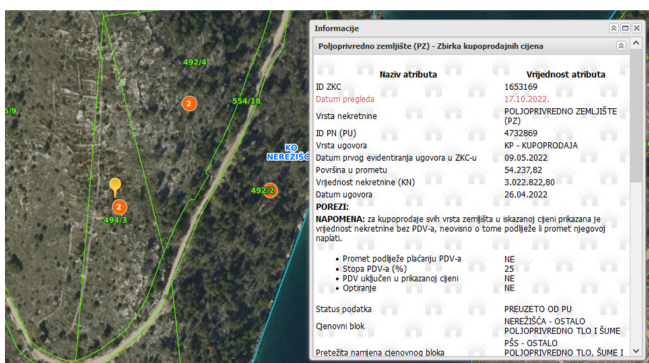 492/4
5/9
554/18
KO
NEREŽIŠĆ
492/2
2
2
494/3
Informacije
Poljoprivredno zemljište (PZ) - Zbirka kupoprodajnih cijena
Naziv atributa Vrijednost atributa
ID ZKC 1653169
Datum pregleda 17.10.2022.
Vrsta nekretnine POLJOPRIVREDNO ZEMLJIŠTE
(PZ)
ID PN (PU) 4732869
Vrsta ugovora KP - KUPOPRODAJA
Datum prvog evidentiranja ugovora u ZKC-u 09.05.2022
Površina u prometu 54.237,82
Vrijednost nekretnine (KN) 3.022.822,80
Datum ugovora 26.04.2022
POREZI:
NAPOMENA: za kupoprodaje svih vrsta zemljišta u iskazanoj cijeni prikazana je
vrijednost nekretnine bez PDV-a, neovisno o tome podliježe li promet njegovoj
naplati.
• Promet podliježe plaćanju PDV-a NE
• Stopa PDV-a (%) 25
• PDV uključen u prikazanoj cijeni NE
• Optiranje NE
Status podatka PREUZETO OD PU
Cjenovni blok NEREŽIŠĆA - OSTALO
POLJOPRIVREDNO TLO I ŠUME
Pretežita namjena cjenovnog bloka PŠS - OSTALO
POLJOPRIVREDNO TLO, ŠUME I